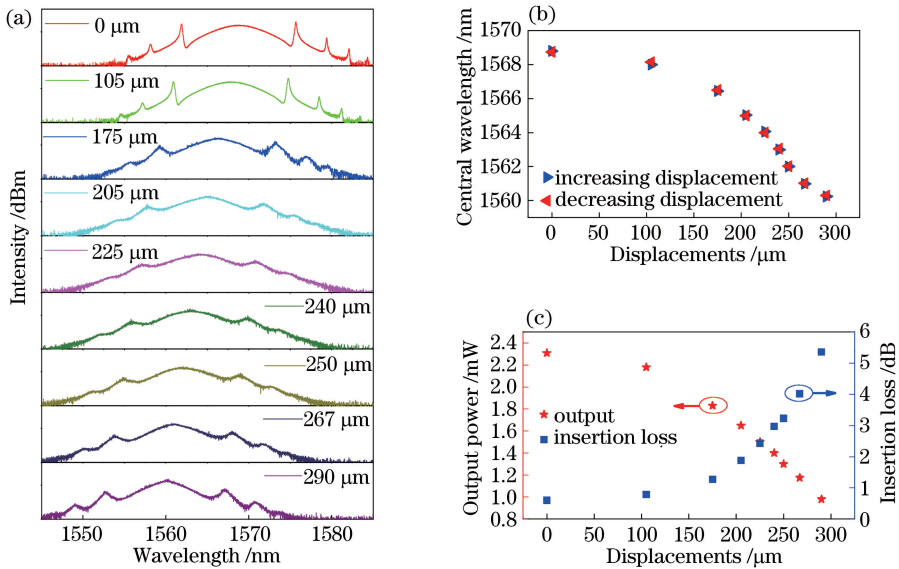 (a)
0 μm
105 μm
175 μm
205 μm
225 μm
240 μm
250 μm
267 μm
290 μm
Intensity /dBm
1550 1560 1570 1580
Wavelength /nm
(b)
Central wavelength /nm
1570
1568
1566
1564
1562
1560
increasing displacement
decreasing displacement
0 50 100 150 200 250 300
Displacements /μm
(c)
Output power /mW
2.4
2.2
2.0
1.8
1.6
1.4
1.2
1.0
0.8
output
insertion loss
6
5
4
3
2
1
0
Insertion loss /dB
0 50 100 150 200 250 300
Displacements /μm